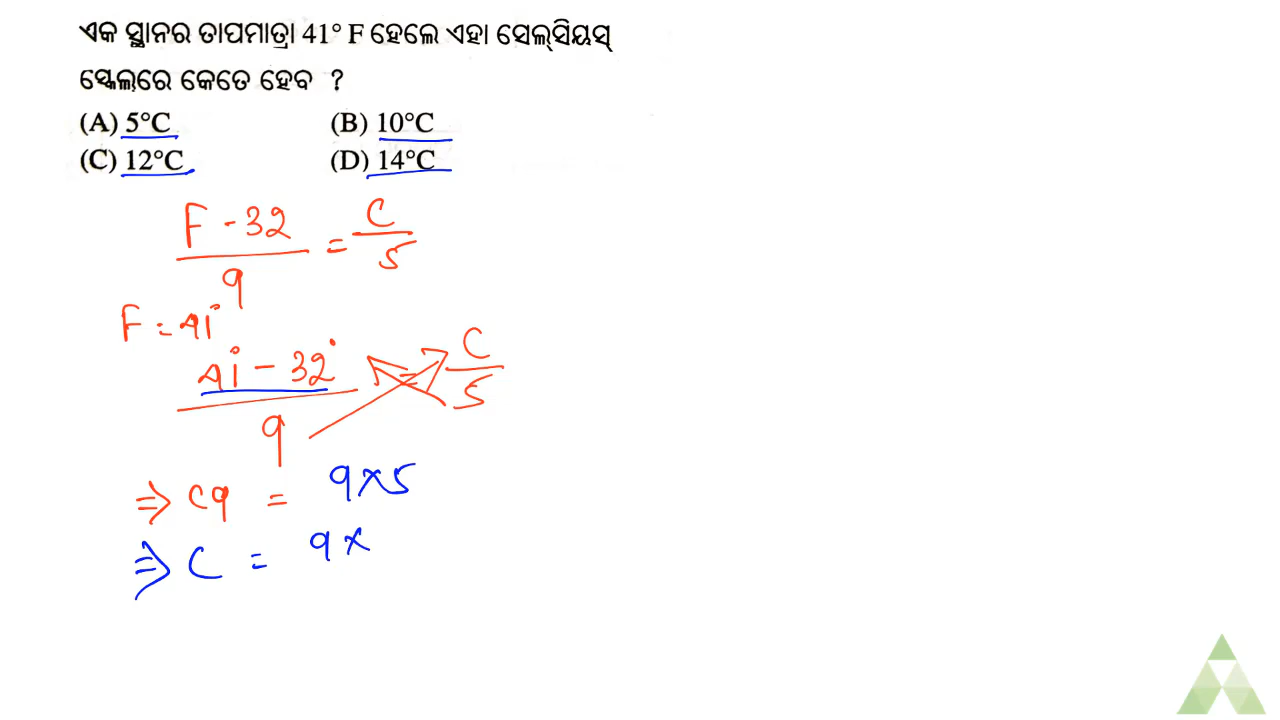 ଏକ ସ୍ଥାନର ତାପମାତ୍ରା 41° F ହେଲେ ଏହା ସେଲ୍‌ସିୟସ୍
ସ୍କେଲ୍‌ରେ କେତେ ହେବ ?
(A) 5°C (B) 10°C
(C) 12°C (D) 14°C
F - 32 / 9 = C / 5
F = 41°
41° - 32° / 9 = C / 5
⇒ C9 = 9×5
⇒ C = 9×